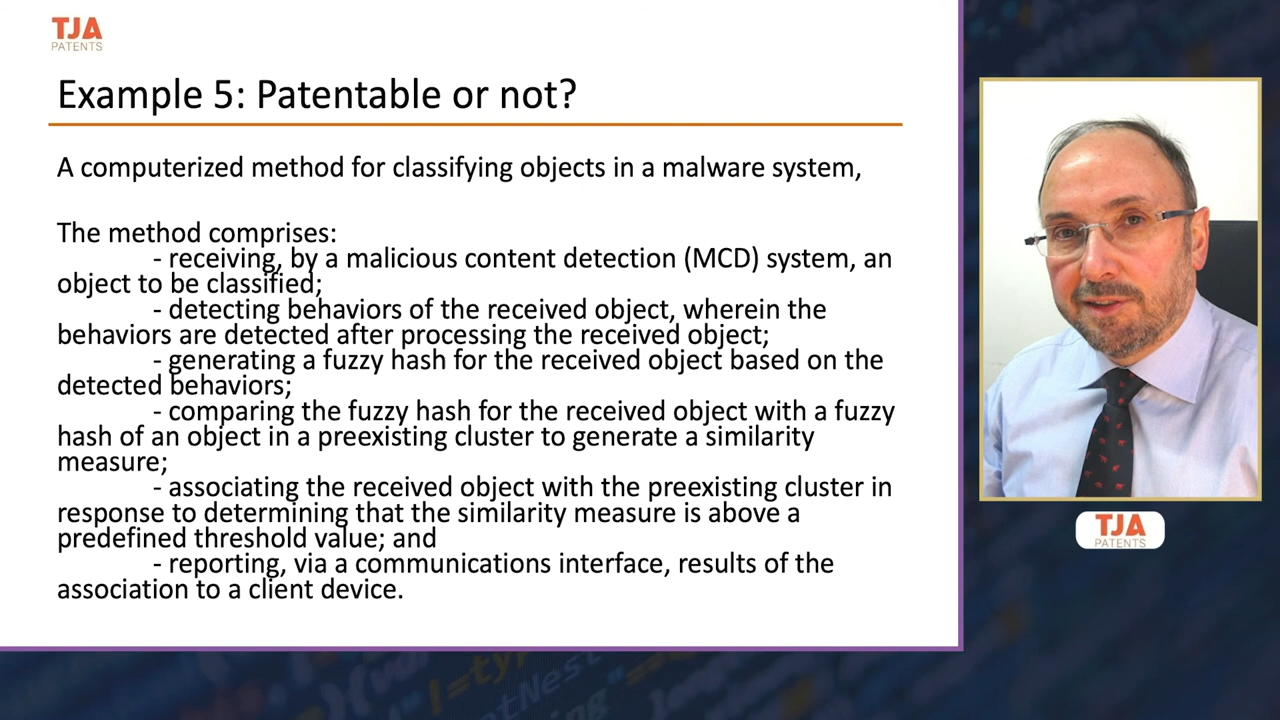 TJA
PATENTS
Example 5: Patentable or not?
A computerized method for classifying objects in a malware system,
The method comprises:
- receiving, by a malicious content detection (MCD) system, an
object to be classified;
- detecting behaviors of the received object, wherein the
behaviors are detected after processing the received object;
- generating a fuzzy hash for the received object based on the
detected behaviors;
- comparing the fuzzy hash for the received object with a fuzzy
hash of an object in a preexisting cluster to generate a similarity
measure;
- associating the received object with the preexisting cluster in
response to determining that the similarity measure is above a
predefined threshold value; and
- reporting, via a communications interface, results of the
association to a client device.
TJA
PATENTS